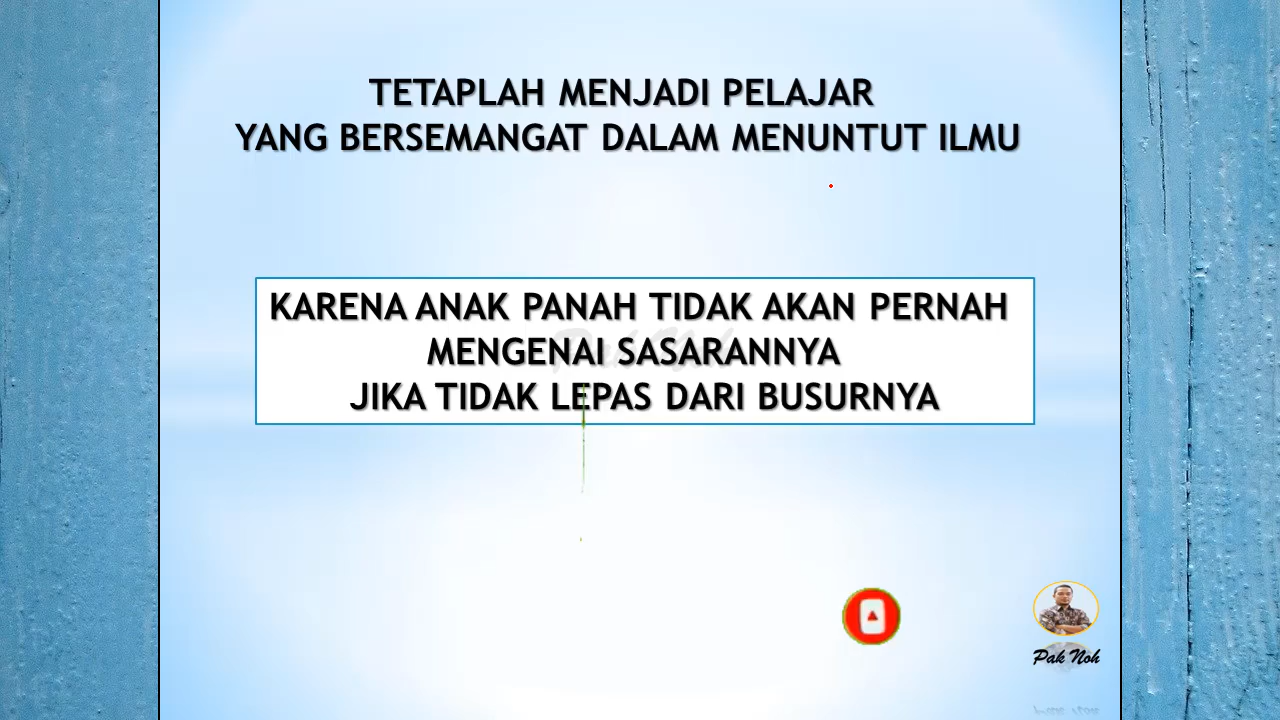 TETAPLAH MENJADI PELAJAR
YANG BERSEMANGAT DALAM MENUNTUT ILMU
KARENA ANAK PANAH TIDAK AKAN PERNAH
MENGENAI SASARANNYA
JIKA TIDAK LEPAS DARI BUSURNYA
Pak Noh